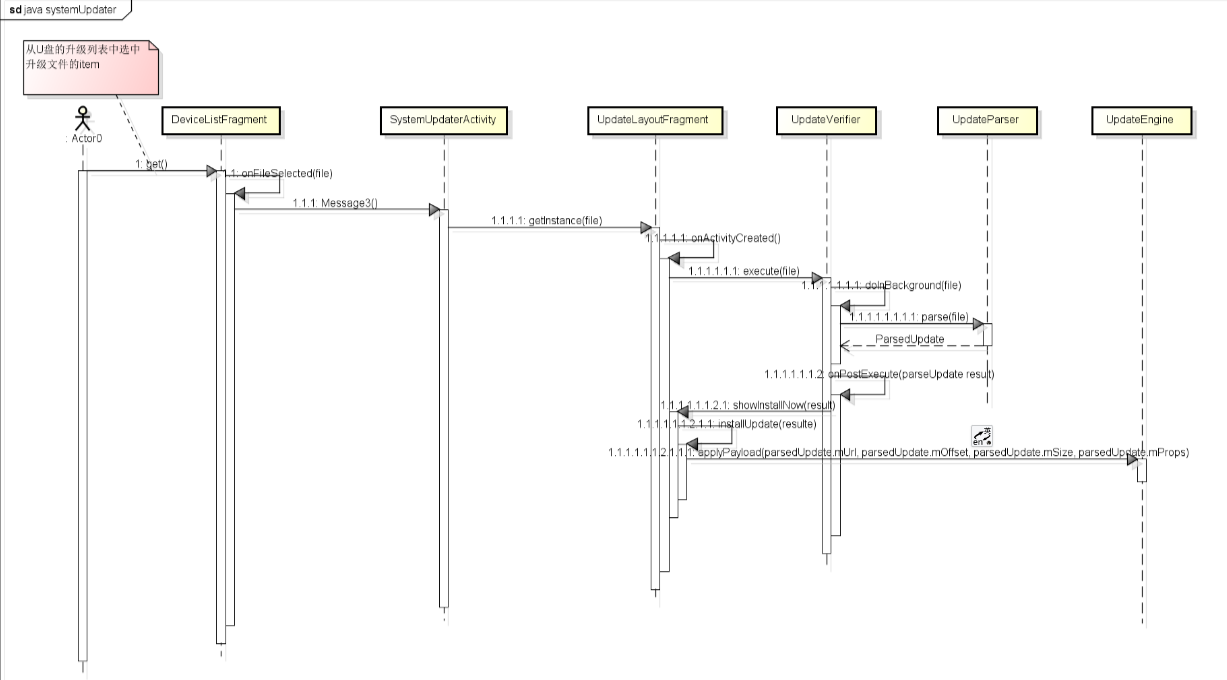 sd java systemUpdater
从U盘的升级列表中选中
升级文件的item
: Actor0
DeviceListFragment
SystemUpdaterActivity
UpdateLayoutFragment
UpdateVerifier
UpdateParser
UpdateEngine
1: get()
.1: onFileSelected(file)
1.1.1: Message3()
1.1.1.1: getInstance(file)
1.1.1.1.1: onActivityCreated()
1.1.1.1.1.1: execute(file)
1.1.1.1.1.1.1: doInBackground(file)
1.1.1.1.1.1.1.1: parse(file)
ParsedUpdate
1.1.1.1.1.1.2: onPostExecute(parseUpdate result)
1.1.1.1.1.1.2.1: showInstallNow(result)
1.1.1.1.1.1.2.1.1: installUpdate(resulte)
1.1.1.1.1.1.2.1.1.1: applyPayload(parsedUpdate.mUrl, parsedUpdate.mOffset, parsedUpdate.mSize, parsedUpdate.mProps)
en